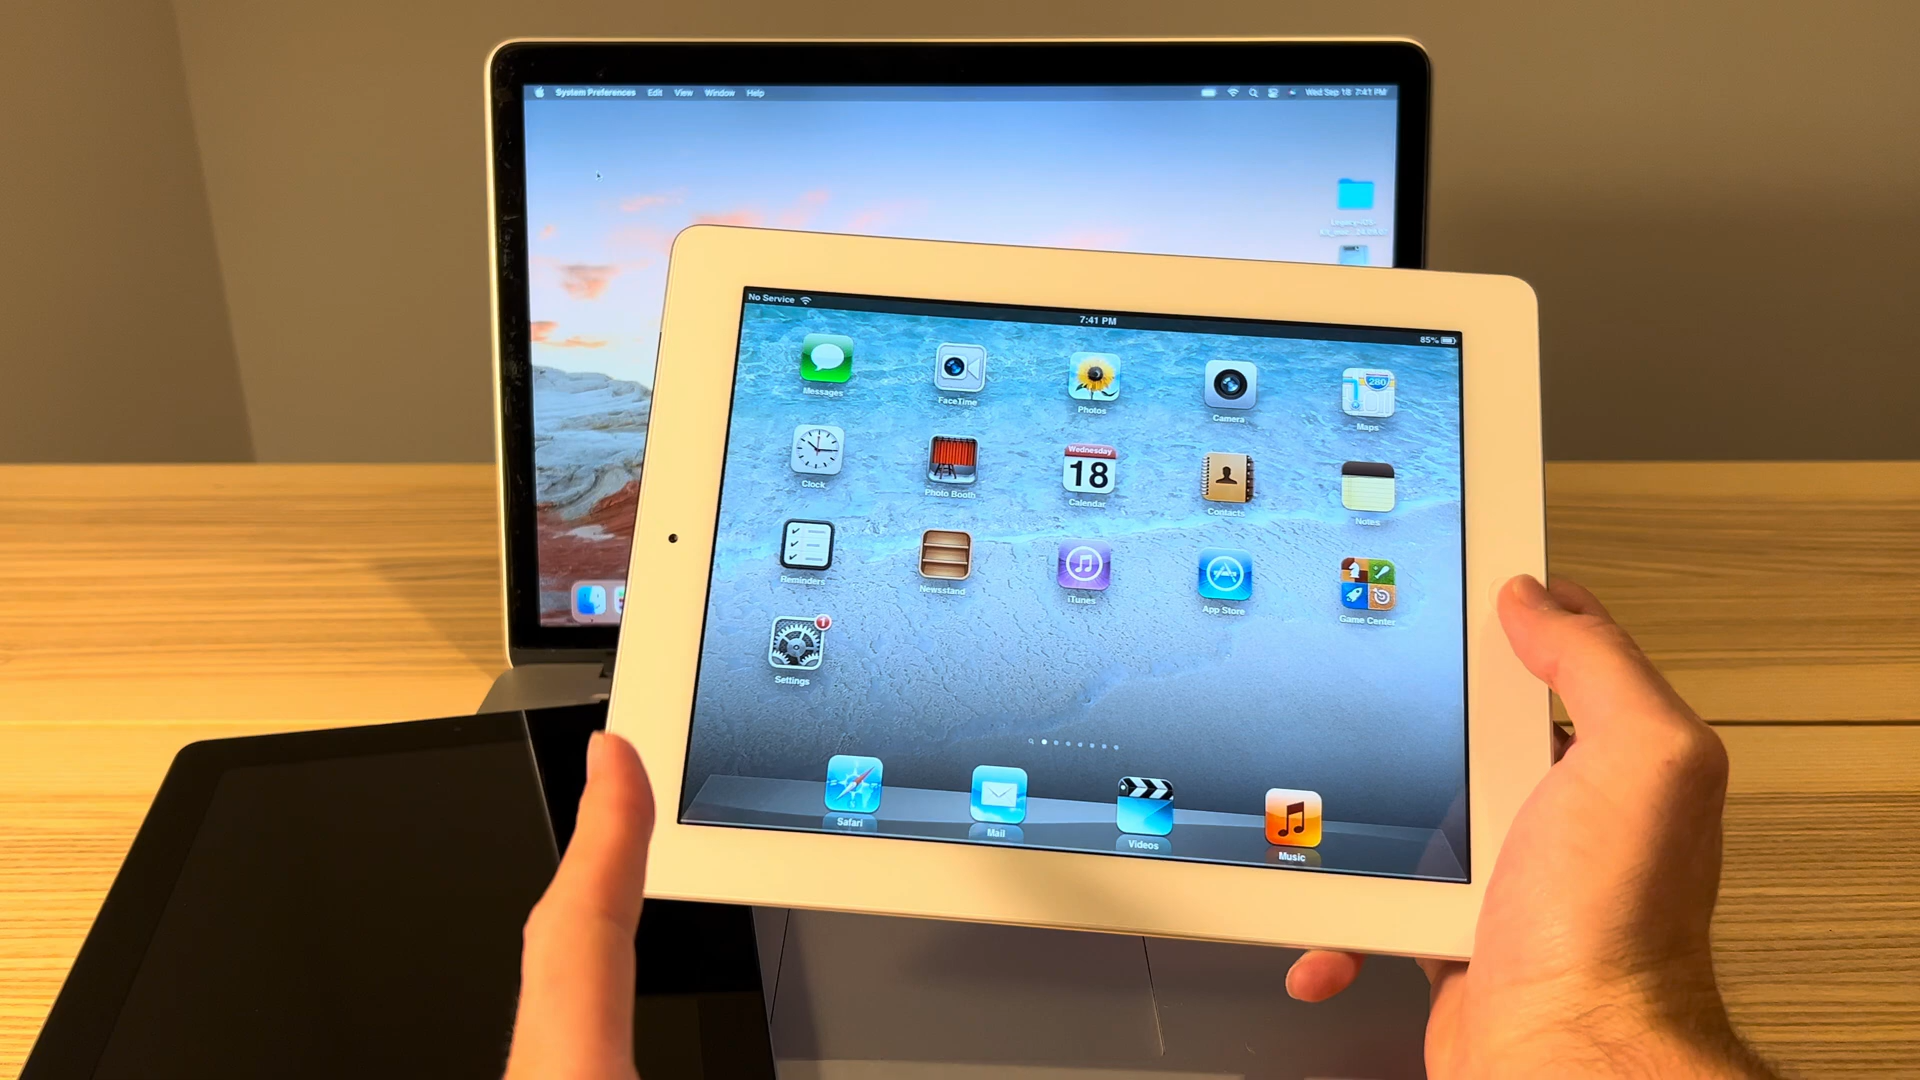 System Preferences Edit View Window Help
Wed Sep 18 7:41 PM
No Service
7:41 PM
85%
Messages
FaceTime
Photos
Camera
280
Maps
Clock
Photo Booth
Wednesday
18
Calendar
Contacts
Notes
Reminders
Newsstand
iTunes
App Store
Game Center
1
Settings
Safari
Mail
Videos
Music